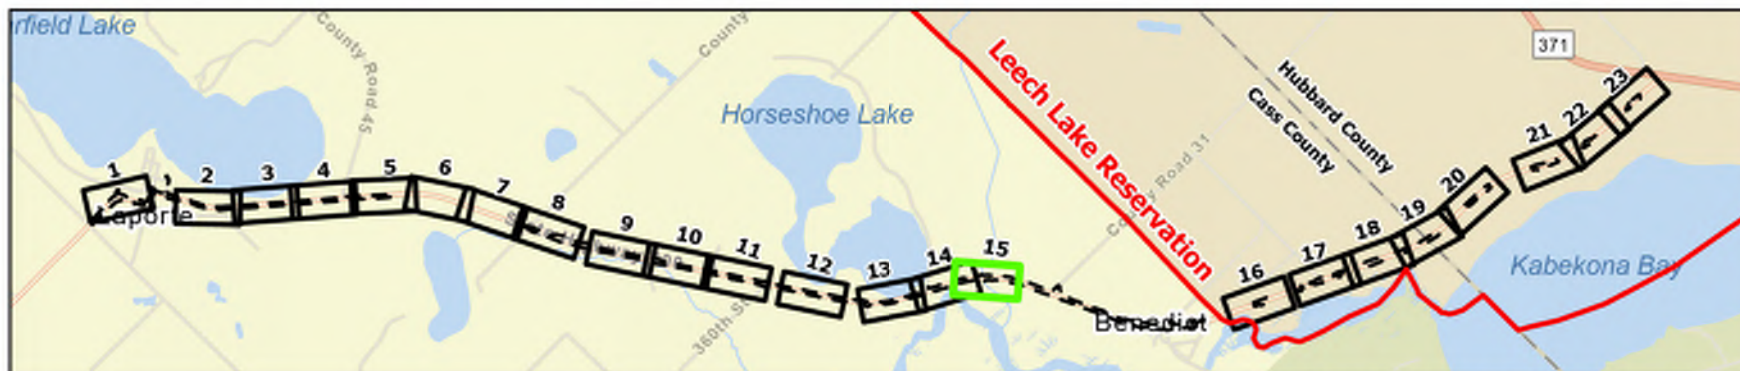 rfield Lake
County Road 45
County
371
Horseshoe Lake
Leech Lake Reservation
Hubbard County
Cass County
County Road 31
1
2
3
4
5
6
7
8
9
10
11
12
13
14
15
16
17
18
19
20
21
22
23
Laporte
360th St
Benedict
Kabekona Bay